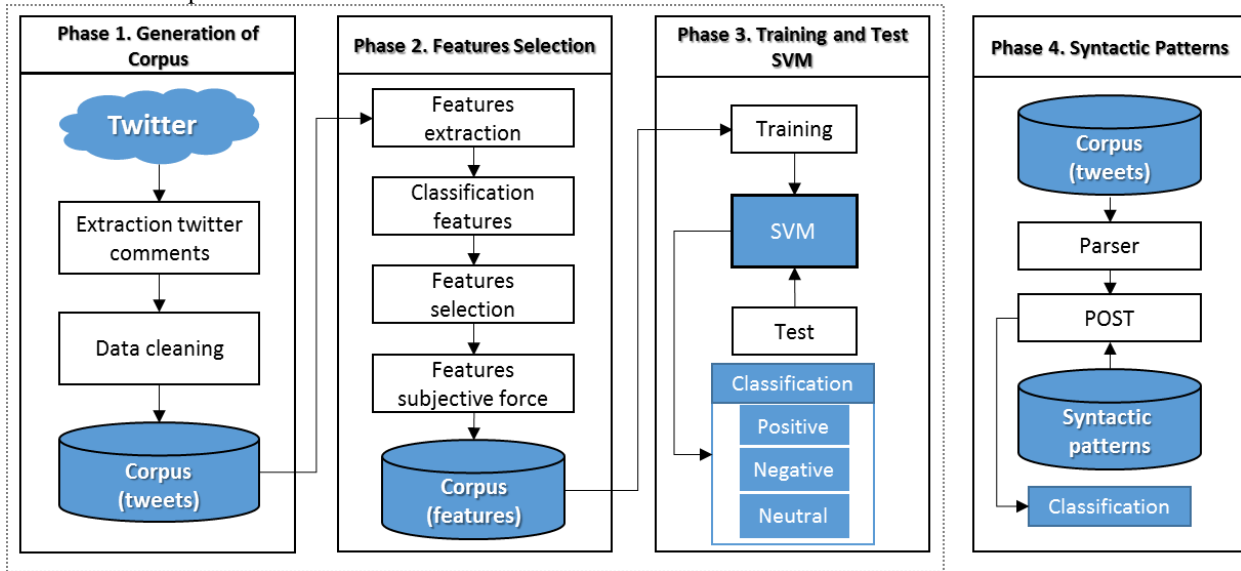 Phase 1. Generation of
Corpus
Twitter
Extraction twitter
comments
Data cleaning
Corpus
(tweets)
Phase 2. Features Selection
Features
extraction
Classification
features
Features
selection
Features
subjective force
Corpus
(features)
Phase 3. Training and Test
SVM
Training
SVM
Test
Classification
Positive
Negative
Neutral
Phase 4. Syntactic Patterns
Corpus
(tweets)
Parser
POST
Syntactic
patterns
Classification